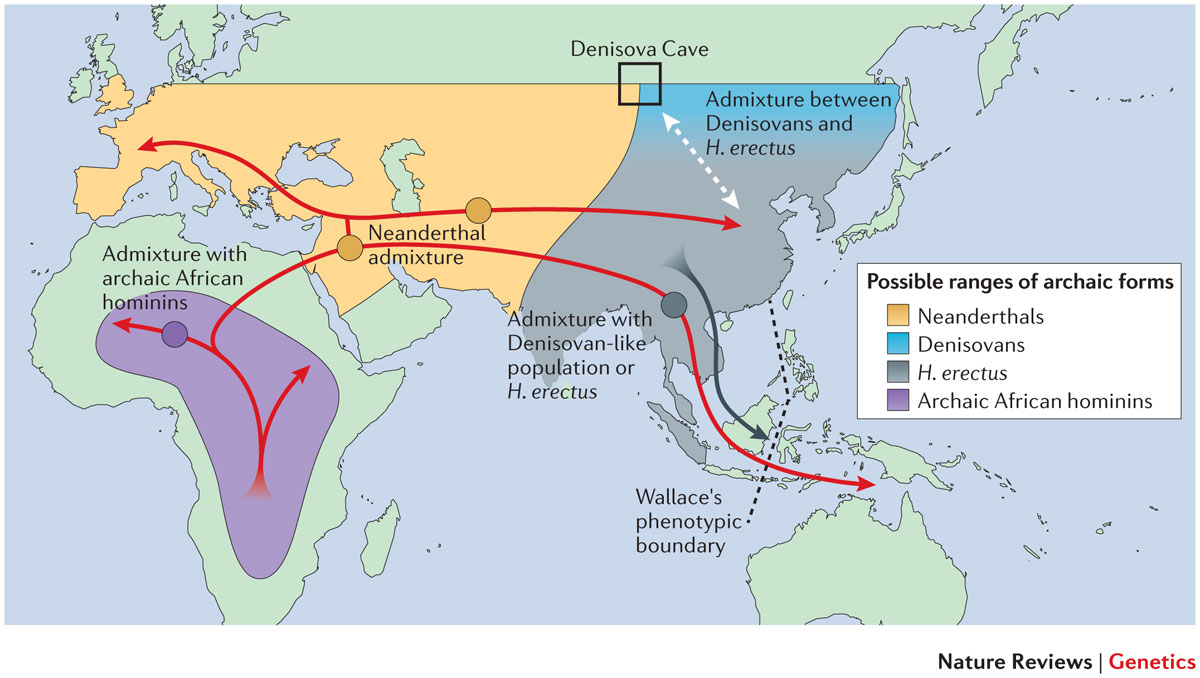 Denisova Cave
Admixture between
Denisovans and
H. erectus
Neanderthal
admixture
Admixture with
archaic African
hominins
Possible ranges of archaic forms
Neanderthals
Denisovans
H. erectus
Archaic African hominins
Admixture with
Denisovan-like
population or
H. erectus
Wallace's
phenotypic
boundary
Nature Reviews | Genetics